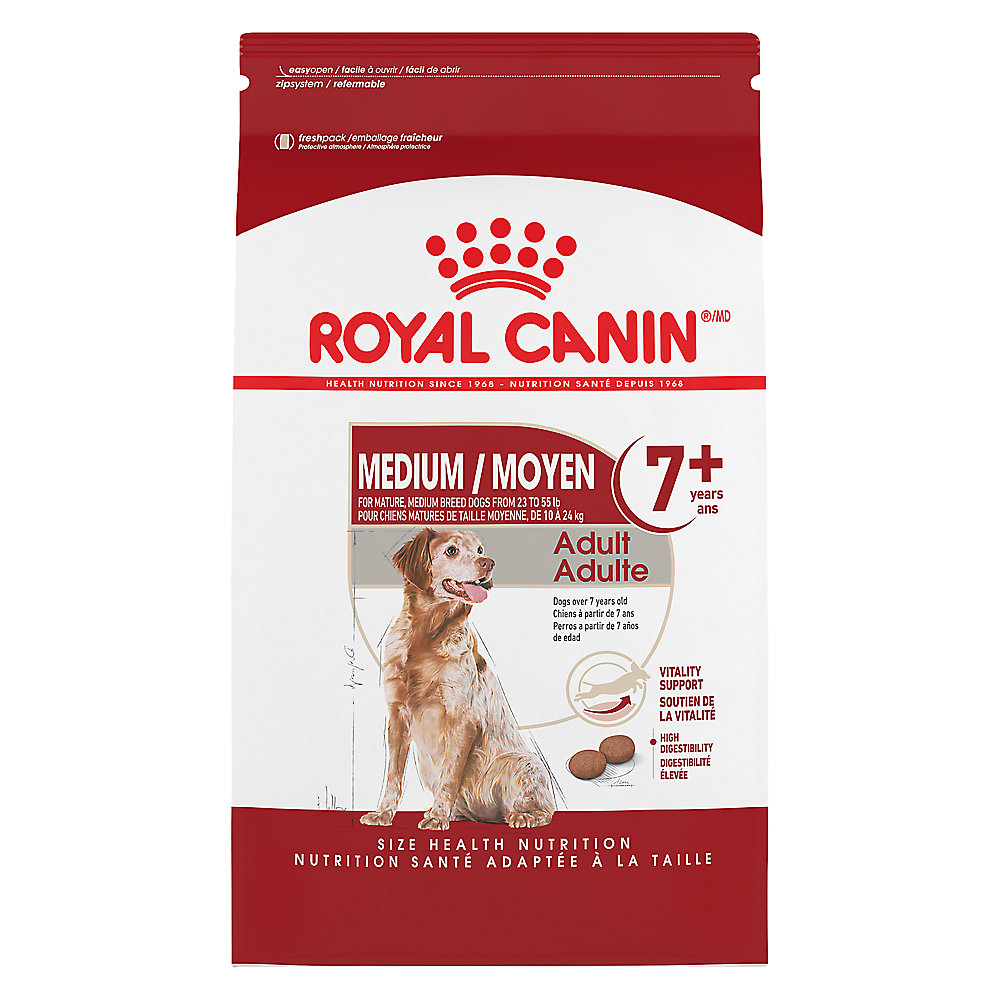 easyopen / facile à ouvrir / fácil de abrir
zipsystem / refermable
freshpack /emballage fraîcheur
Protective atmosphere / Atmosphère protectrice
ROYAL CANIN ®/MD
HEALTH NUTRITION SINCE 1968 - NUTRITION SANTÉ DEPUIS 1968
MEDIUM / MOYEN
FOR MATURE, MEDIUM BREED DOGS FROM 23 TO 55 lb
POUR CHIENS MATURES DE TAILLE MOYENNE, DE 10 À 24 kg
7+
years
ans
Adult
Adulte
Dogs over 7 years old
Chiens à partir de 7 ans
Perros a partir de 7 años
de edad
VITALITY
SUPPORT
SOUTIEN DE
LA VITALITÉ
HIGH
DIGESTIBILITY
DIGESTIBILITÉ
ÉLEVÉE
SIZE HEALTH NUTRITION
NUTRITION SANTÉ ADAPTÉE À LA TAILLE